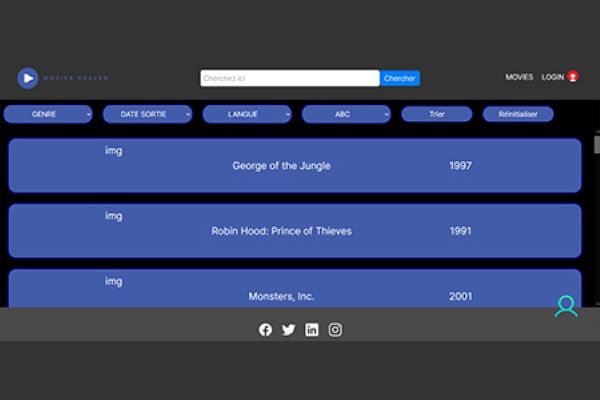 MOVIES HEAVEN
Cherchez ici
Chercher
MOVIES
LOGIN
GENRE
DATE SORTIE
LANGUE
ABC
Trier
Réinitialiser
img
George of the Jungle
1997
img
Robin Hood: Prince of Thieves
1991
img
Monsters, Inc.
2001